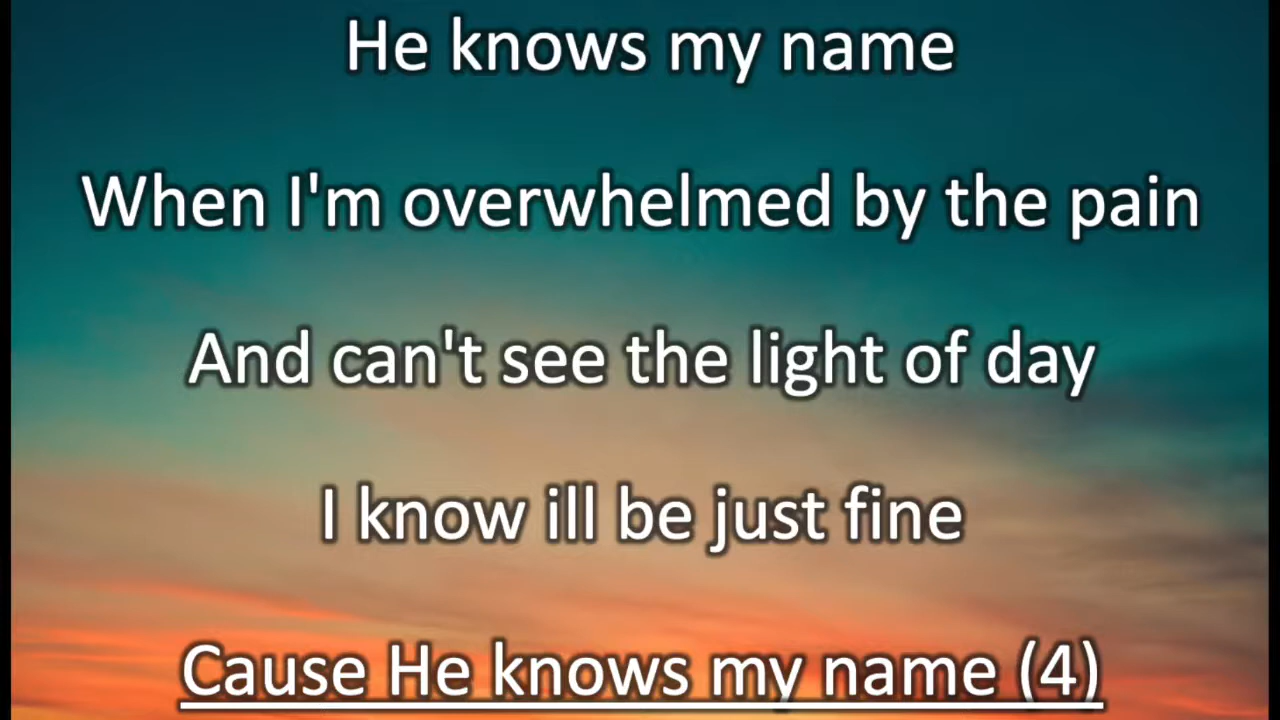 He knows my name
When I'm overwhelmed by the pain
And can't see the light of day
I know ill be just fine
Cause He knows my name (4)